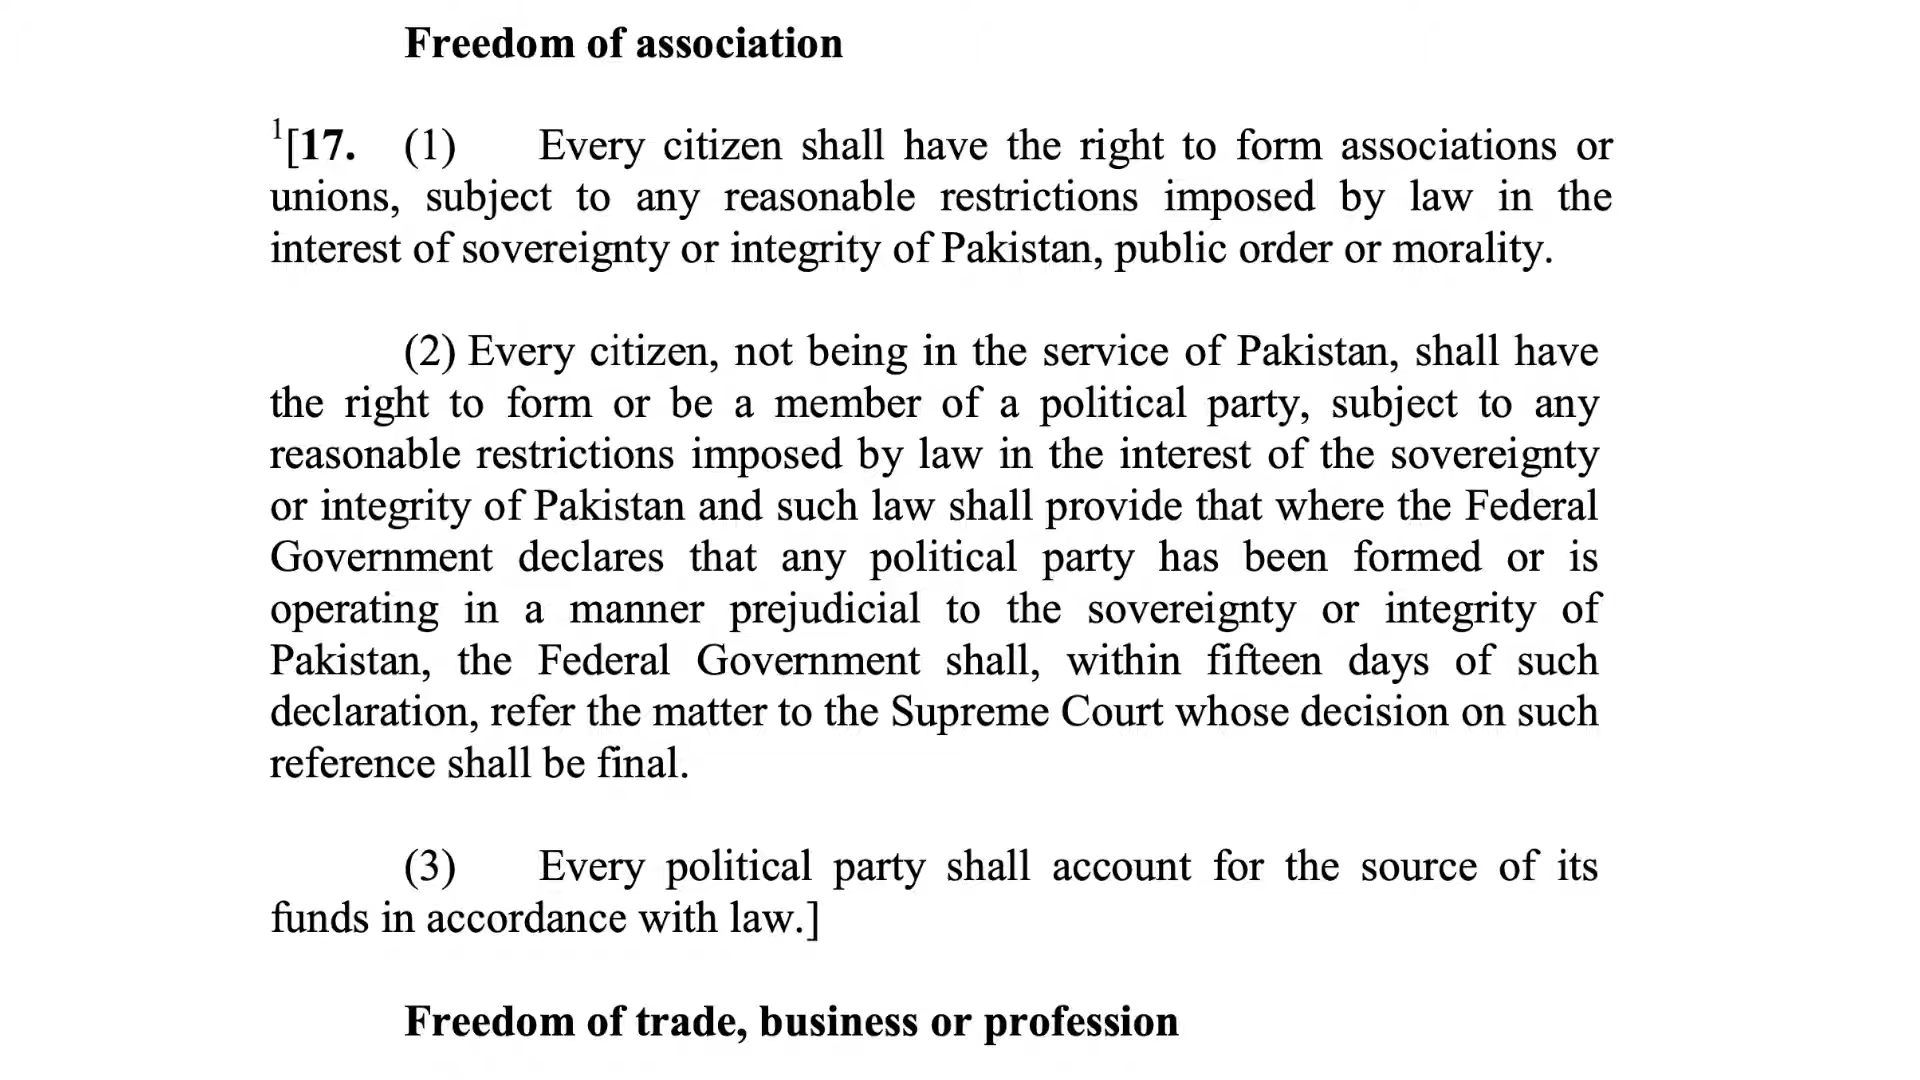 Freedom of association
¹[17. (1) Every citizen shall have the right to form associations or
unions, subject to any reasonable restrictions imposed by law in the
interest of sovereignty or integrity of Pakistan, public order or morality.
(2) Every citizen, not being in the service of Pakistan, shall have
the right to form or be a member of a political party, subject to any
reasonable restrictions imposed by law in the interest of the sovereignty
or integrity of Pakistan and such law shall provide that where the Federal
Government declares that any political party has been formed or is
operating in a manner prejudicial to the sovereignty or integrity of
Pakistan, the Federal Government shall, within fifteen days of such
declaration, refer the matter to the Supreme Court whose decision on such
reference shall be final.
(3) Every political party shall account for the source of its
funds in accordance with law.]
Freedom of trade, business or profession